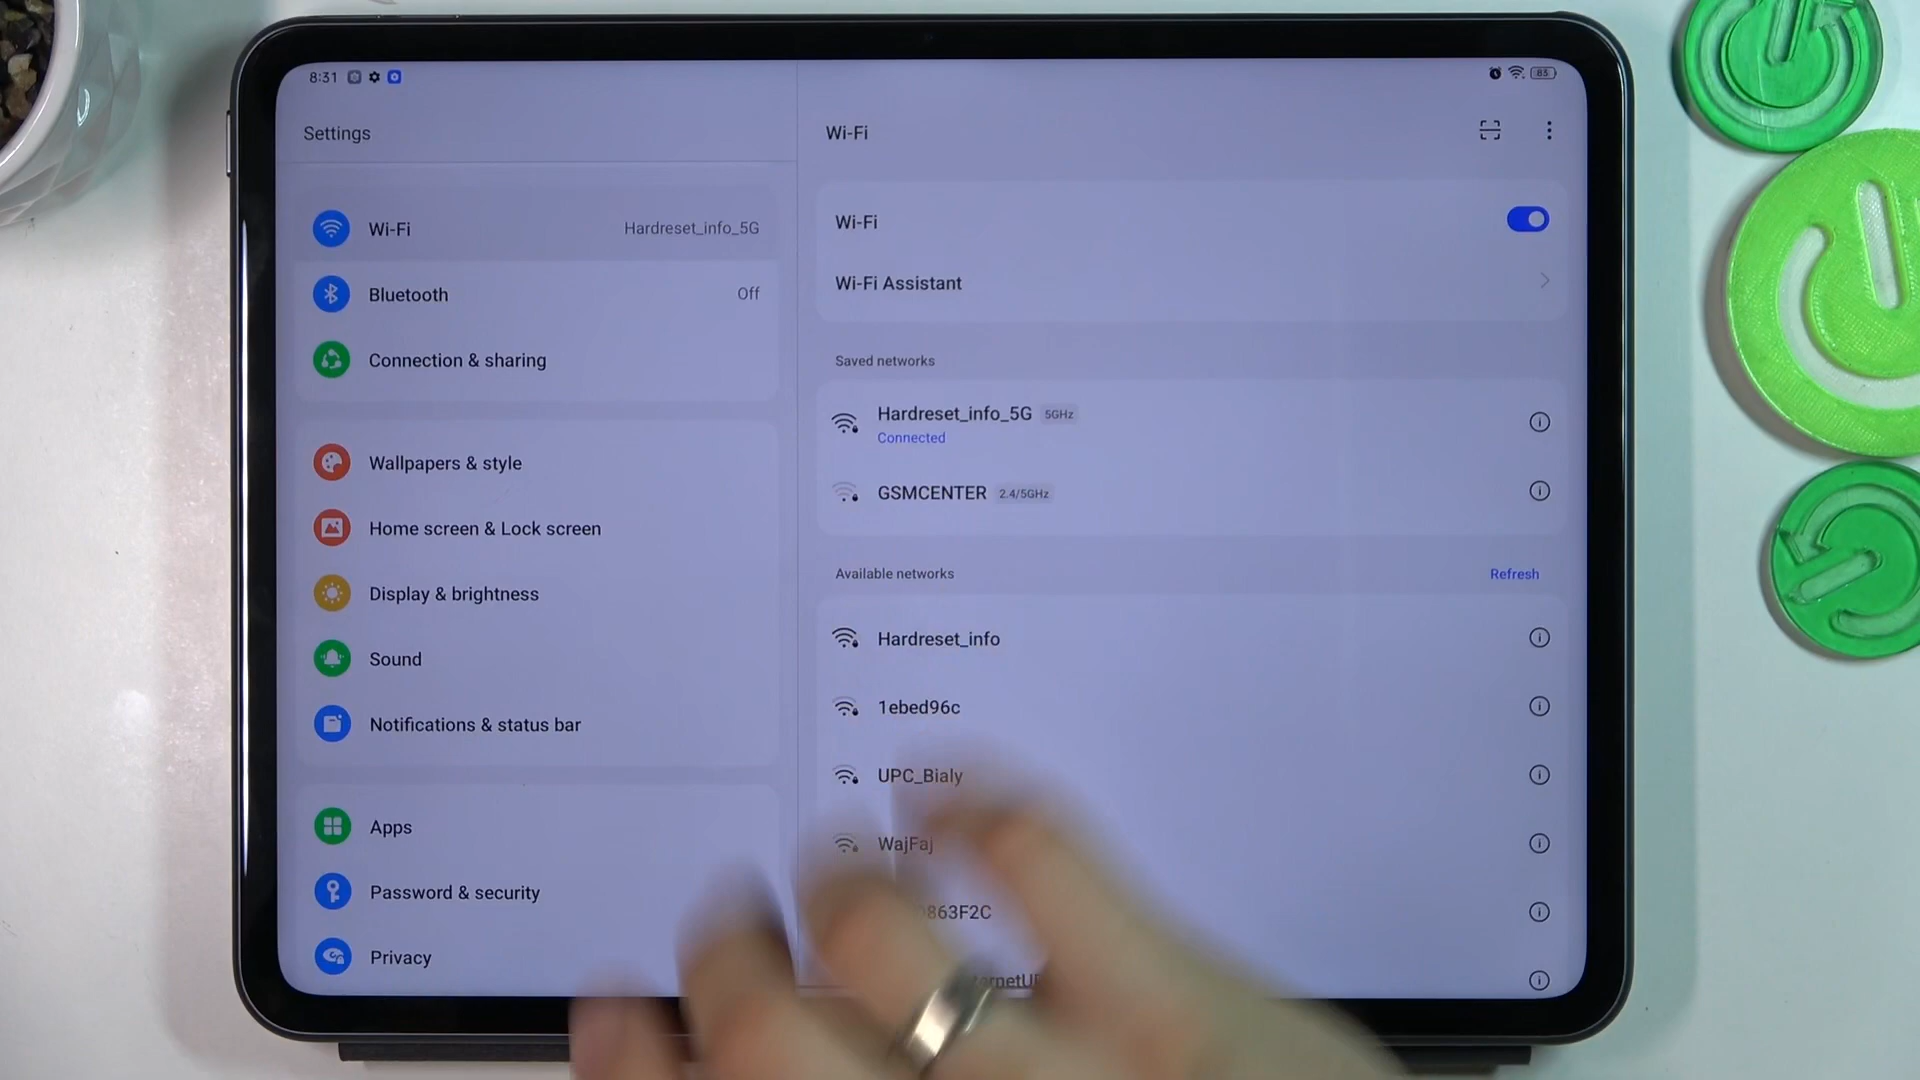 8:31
85
Settings
Wi-Fi
Hardreset_info_5G
Bluetooth
Off
Connection & sharing
Wallpapers & style
Home screen & Lock screen
Display & brightness
Sound
Notifications & status bar
Apps
Password & security
Privacy
Wi-Fi
Wi-Fi
Wi-Fi Assistant
Saved networks
Hardreset_info_5G 5GHz
Connected
GSMCENTER 2.4/5GHz
Available networks
Refresh
Hardreset_info
1ebed96c
UPC_Bialy
WajFaj
863F2C